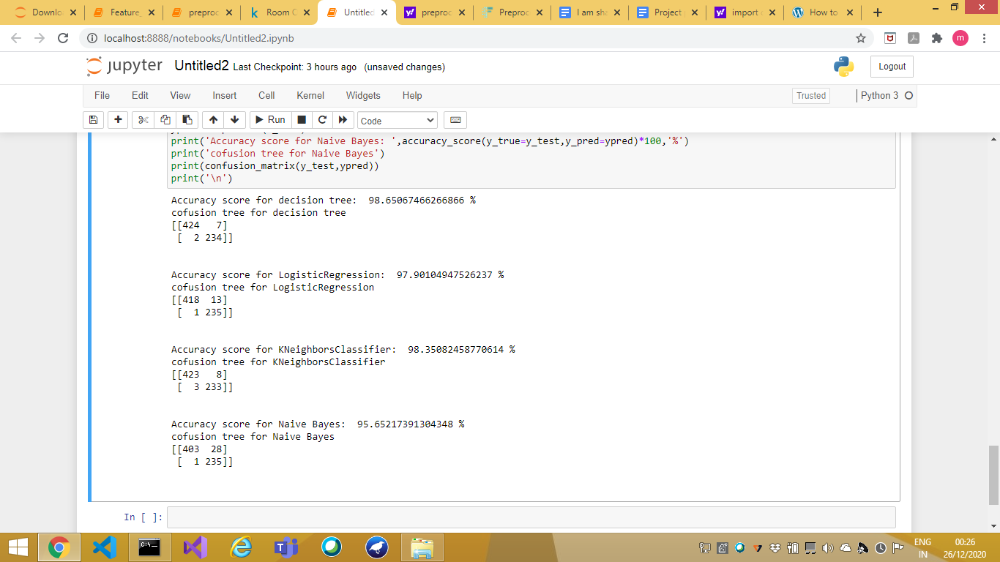 Downlo
Feature_
preproc
Room O
Untitled
preproc
Preproc
I am sha
Project
import
How to
localhost:8888/notebooks/Untitled2.ipynb
m
jupyter Untitled2 Last Checkpoint: 3 hours ago (unsaved changes)
Logout
File Edit View Insert Cell Kernel Widgets Help
Trusted
Python 3
Run
Code
print('Accuracy score for Naive Bayes: ',accuracy_score(y_true=y_test,y_pred=ypred)*100,'%')
print('cofusion tree for Naive Bayes')
print(confusion_matrix(y_test,ypred))
print('\n')
Accuracy score for decision tree:  98.65067466266866 %
cofusion tree for decision tree
[[424   7]
 [  2 234]]
Accuracy score for LogisticRegression:  97.90104947526237 %
cofusion tree for LogisticRegression
[[418  13]
 [  1 235]]
Accuracy score for KNeighborsClassifier:  98.35082458770614 %
cofusion tree for KNeighborsClassifier
[[423   8]
 [  3 233]]
Accuracy score for Naive Bayes:  95.65217391304348 %
cofusion tree for Naive Bayes
[[403  28]
 [  1 235]]
In [ ]:
ENG
IN
00:26
26/12/2020